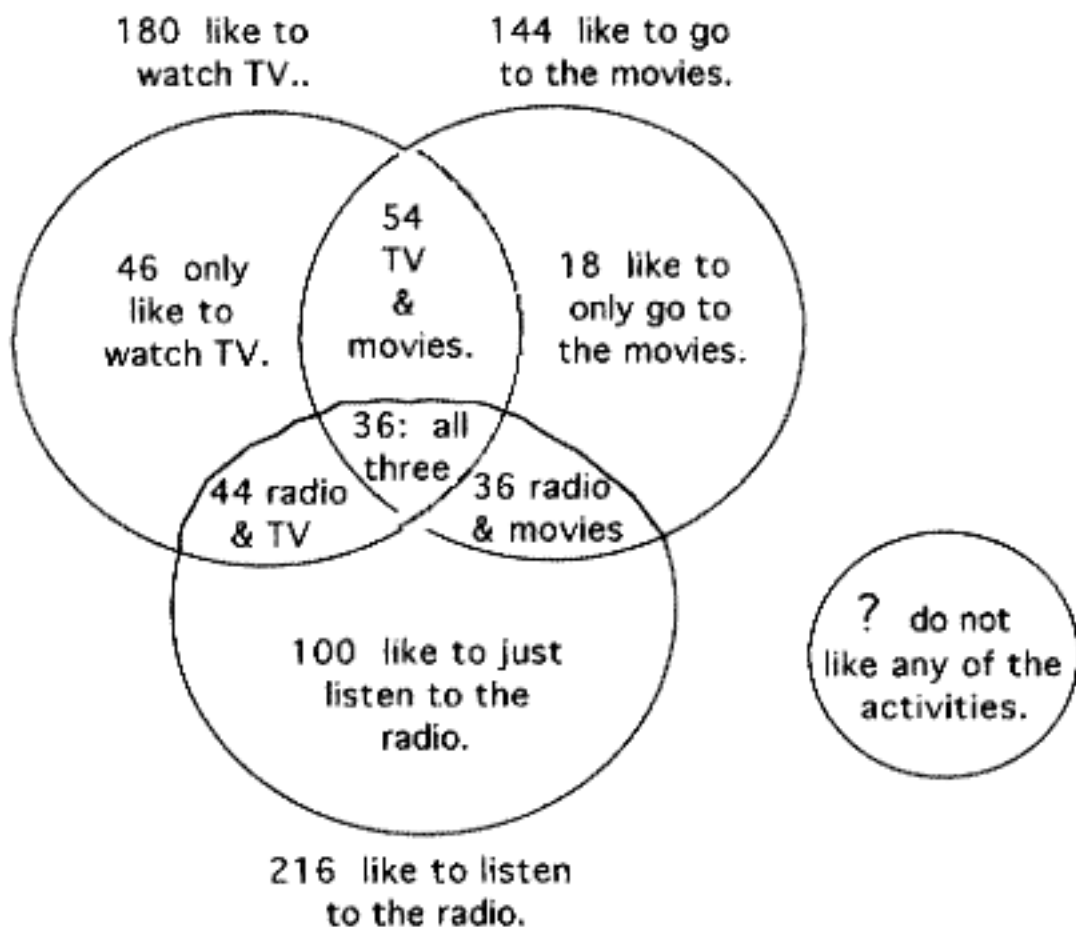 180 like to
watch TV..
144 like to go
to the movies.
54
TV
&
movies.
46 only
like to
watch TV.
18 like to
only go to
the movies.
36: all
three
44 radio
& TV
36 radio
& movies
100 like to just
listen to the
radio.
? do not
like any of the
activities.
216 like to listen
to the radio.